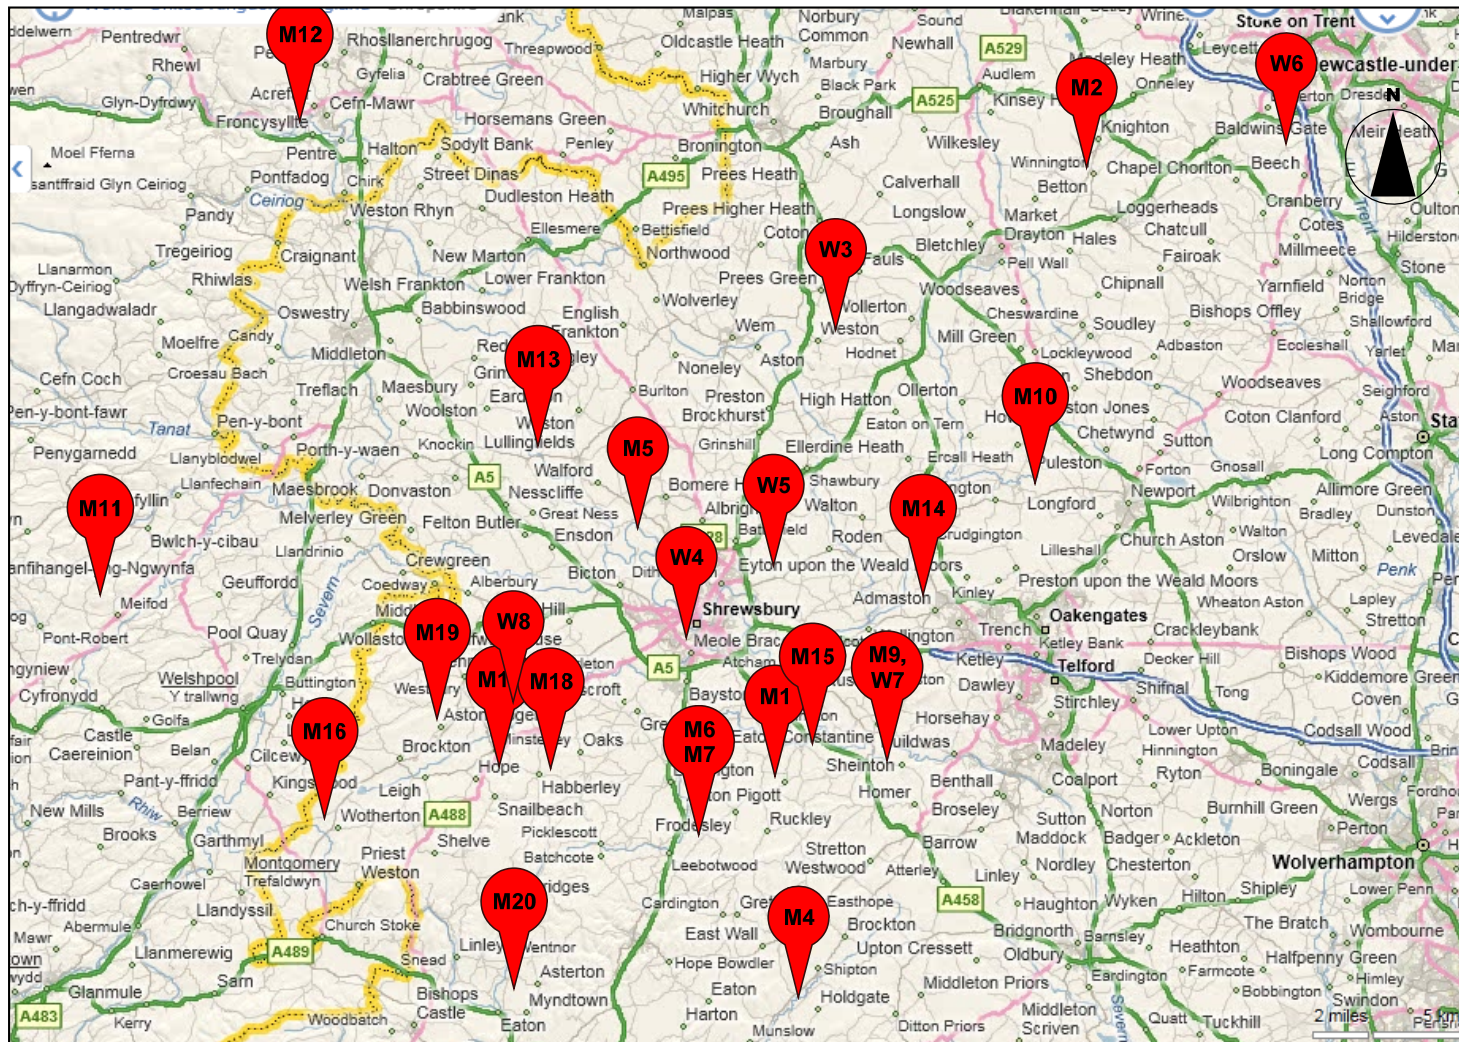 Pentredwr
Rhosllanerchrugog
Threapwood
Malpas
Oldcastle Heath
Norbury
Common
Sound
Newhall
A529
Stoke on Trent
Rhewl
M12
Gyfelia
Crabtree Green
Higher Wych
Marbury
Black Park
Audlem
Onneley
W6
Glyn-Dyfrdwy
Cefn-Mawr
Whitchurch
Broughall
A525
M2
Froncysyllte
Horsemans Green
Knighton
Baldwins Gate
N
Moel Fferna
Pentre
Halton
Sodylt Bank
Penley
Bronington
Ash
Wilkesley
Winnington
Chapel Chorlton
Beech
Pontfadog
Chirk
Street Dinas
A495
Prees Heath
Calverhall
Betton
E
G
Pandy
Ceiriog
Weston Rhyn
Dudleston Heath
Prees Higher Heath
Longslow
Market
Drayton
Loggerheads
Cranberry
Trent
Tregeiriog
Craignant
Ellesmere
Bettisfield
Coton
W3
Bletchley
Hales
Chatcull
Cotes
Millmeece
Llanarmon
Dyffryn-Ceiriog
Rhiwlas
New Marton
Northwood
Fauls
Pell Wall
Fairoak
Stone
Llangadwaladr
Welsh Frankton
Lower Frankton
Prees Green
Woodseaves
Chipnall
Yarnfield
Norton
Bridge
Oswestry
Babbinswood
English
Frankton
Wolverley
Wollerton
Cheswardine
Bishops Offley
Shallowford
Moelfre
Candy
Middleton
M13
Wem
Weston
Mill Green
Soudley
Eccleshall
Yarlet
Cefn Coch
Croesau Bach
Treflach
Maesbury
Noneley
Aston
Hodnet
Lockleywood
Adbaston
Shebdon
Woodseaves
Seighford
Pen-y-bont-fawr
Woolston
Burlton
Preston
Brockhurst
High Hatton
Ollerton
M10
Coton Clanford
Aston
Tanat
Pen-y-bont
Knockin
Lullingfields
M5
Grinshill
Eaton on Tern
Chetwynd
Sutton
Penygarnedd
Llanyblodwel
Porth-y-waen
A5
Walford
Ellerdine Heath
Ercall Heath
Puleston
Forton
Gnosall
Long Compton
M11
Llanfechain
Maesbrook
Donvaston
Nesscliffe
W5
Shawbury
M14
Longford
Newport
Wilbrighton
Allimore Green
Melverley Green
Felton Butler
Great Ness
Walton
Bradley
Dunston
Bwlch-y-cibau
Llandrinio
Ensdon
W4
Roden
Crudgington
Lilleshall
Church Aston
Walton
Orslow
Mitton
Geuffordd
Crewgreen
Coedway
Alberbury
Bicton
Eyton upon the Weald Moors
Preston upon the Weald Moors
Penk
Meifod
Severn
W8
Shrewsbury
Admaston
Kinley
Oakengates
Wheaton Aston
Lapley
Stretton
Pont-Robert
Pool Quay
M19
Meole Brace
Trench
Ketley Bank
Crackleybank
Trelydan
M18
A5
Atcham
M15
M9,
W7
Ketley
Telford
Decker Hill
Bishops Wood
Cyfronydd
Welshpool
Y trallwng
Buttington
M1
M1
Dawley
Stirchley
Shifnal
Tong
Kiddemore Green
Coven
Castle
Caereinion
Golfa
M16
M6
M7
Horsehay
Lower Upton
Codsall Wood
Belan
Brockton
Minsterley
Oaks
Madeley
Hinnington
Codsall
Pant-y-ffridd
Hope
Sheinton
Benthall
Coalport
Ryton
Boningale
New Mills
Rhiw
Berriew
Leigh
Habberley
Homer
Broseley
Norton
Burnhill Green
Wergs
Brooks
Garthmyl
Wotherton
A488
Snailbeach
Ruckley
Sutton
Maddock
Badger
Ackleton
Perton
Shelve
Picklescott
Frodesley
Barrow
Montgomery
Trefaldwyn
Priest
Weston
Batchcote
Leebotwood
Stretton
Westwood
Atterley
Nordley
Chesterton
Wolverhampton
Caerhowel
Linley
Shipley
Lower Penn
Llandyssil
M20
Cardington
M4
Easthope
A458
Haughton
Wyken
Hilton
Abermule
Church Stoke
East Wall
Brockton
Bridgnorth
Barnsley
The Bratch
Wombourne
Mawr
Llanmerewig
A489
Linley
Wentnor
Upton Cressett
Oldbury
Heathton
Halfpenny Green
Snead
Asterton
Hope Bowdler
Shipton
Eardington
Farmcote
Himley
Glanmule
Sarn
Bishops
Castle
Myndtown
Eaton
Holdgate
Middleton Priors
Bobbington
Swindon
A483
Kerry
Woodbatch
Eaton
Harton
Munslow
Ditton Priors
Middleton
Scriven
Severn
Quatt
Tuckhill
2 miles